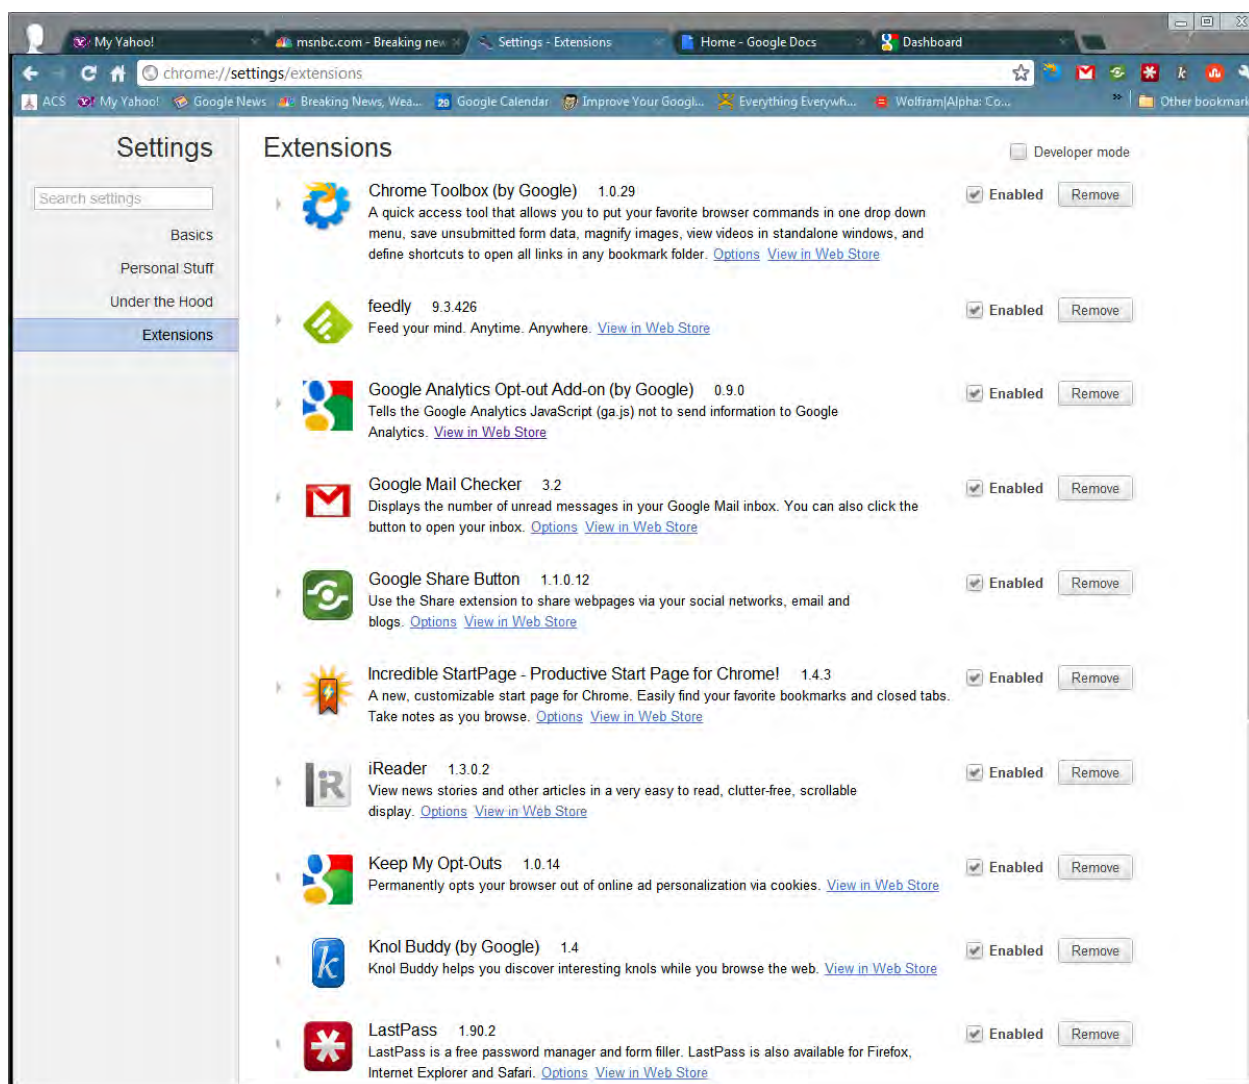 My Yahoo!
msnbc.com - Breaking new
Settings - Extensions
Home - Google Docs
Dashboard
chrome://settings/extensions
ACS
My Yahoo!
Google News
Breaking News, Wea...
29
Google Calendar
Improve Your Googl...
Everything Everywh...
Wolfram|Alpha: Co...
»
Other bookmark
Settings
Search settings
Basics
Personal Stuff
Under the Hood
Extensions
Extensions
Developer mode
Chrome Toolbox (by Google) 1.0.29
Enabled Remove
A quick access tool that allows you to put your favorite browser commands in one drop down
menu, save unsubmitted form data, magnify images, view videos in standalone windows, and
define shortcuts to open all links in any bookmark folder. Options View in Web Store
feedly 9.3.426
Enabled Remove
Feed your mind. Anytime. Anywhere. View in Web Store
Google Analytics Opt-out Add-on (by Google) 0.9.0
Enabled Remove
Tells the Google Analytics JavaScript (ga.js) not to send information to Google
Analytics. View in Web Store
Google Mail Checker 3.2
Enabled Remove
Displays the number of unread messages in your Google Mail inbox. You can also click the
button to open your inbox. Options View in Web Store
Google Share Button 1.1.0.12
Enabled Remove
Use the Share extension to share webpages via your social networks, email and
blogs. Options View in Web Store
Incredible StartPage - Productive Start Page for Chrome! 1.4.3
Enabled Remove
A new, customizable start page for Chrome. Easily find your favorite bookmarks and closed tabs.
Take notes as you browse. Options View in Web Store
iR
iReader 1.3.0.2
Enabled Remove
View news stories and other articles in a very easy to read, clutter-free, scrollable
display. Options View in Web Store
Keep My Opt-Outs 1.0.14
Enabled Remove
Permanently opts your browser out of online ad personalization via cookies. View in Web Store
k
Knol Buddy (by Google) 1.4
Enabled Remove
Knol Buddy helps you discover interesting knols while you browse the web. View in Web Store
LastPass 1.90.2
Enabled Remove
LastPass is a free password manager and form filler. LastPass is also available for Firefox,
Internet Explorer and Safari. Options View in Web Store